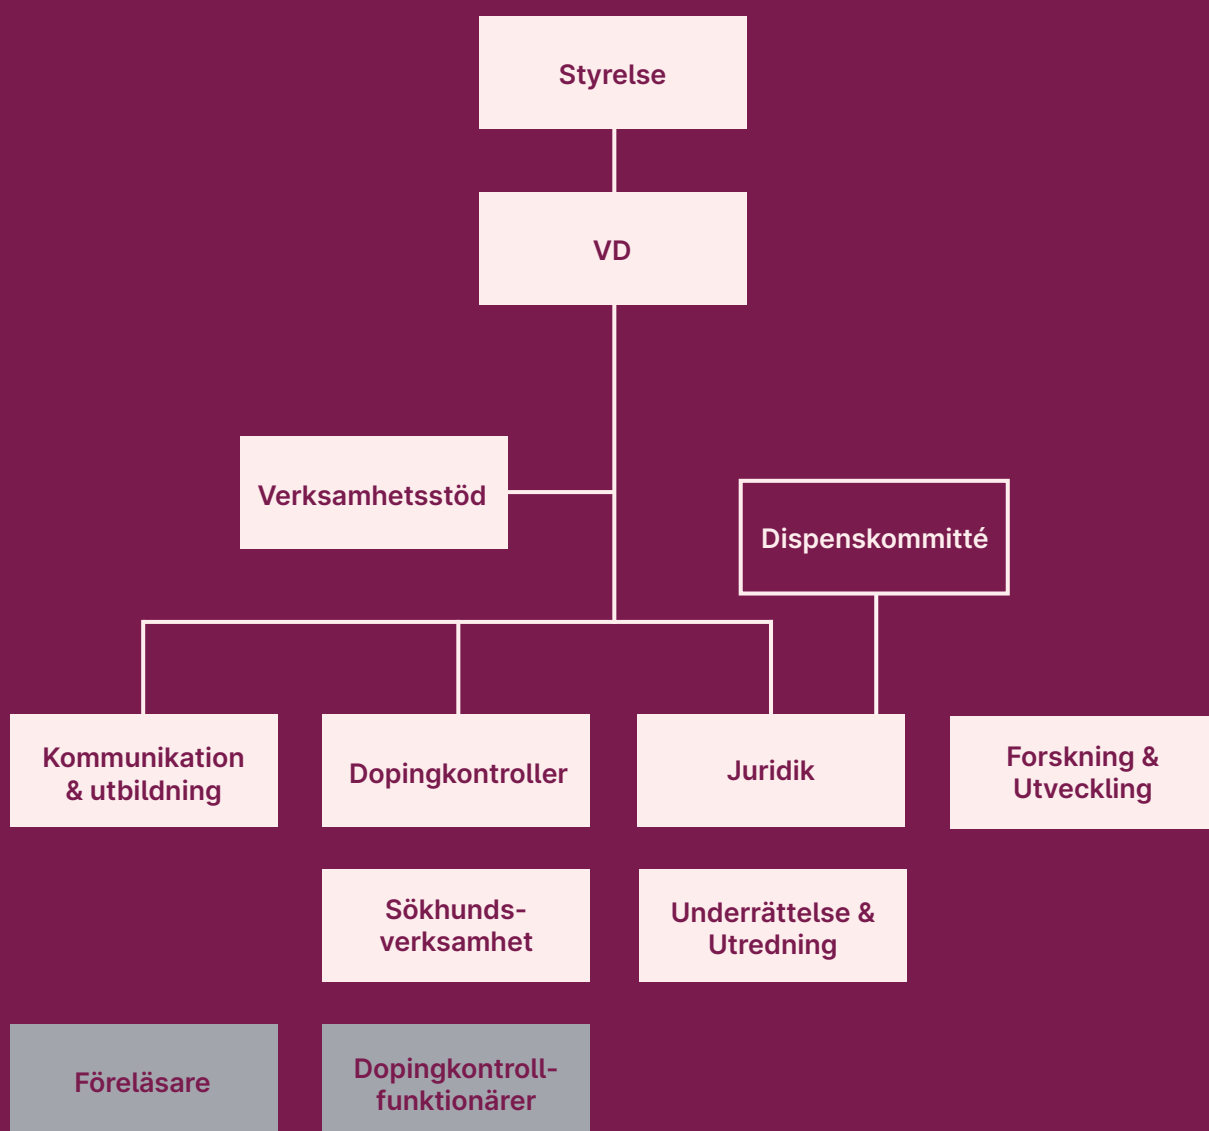 Styrelse
VD
Verksamhetsstöd
Dispenskommitté
Kommunikation
& utbildning
Dopingkontroller
Juridik
Forskning &
Utveckling
Sökhunds-
verksamhet
Underrättelse &
Utredning
Föreläsare
Dopingkontroll-
funktionärer